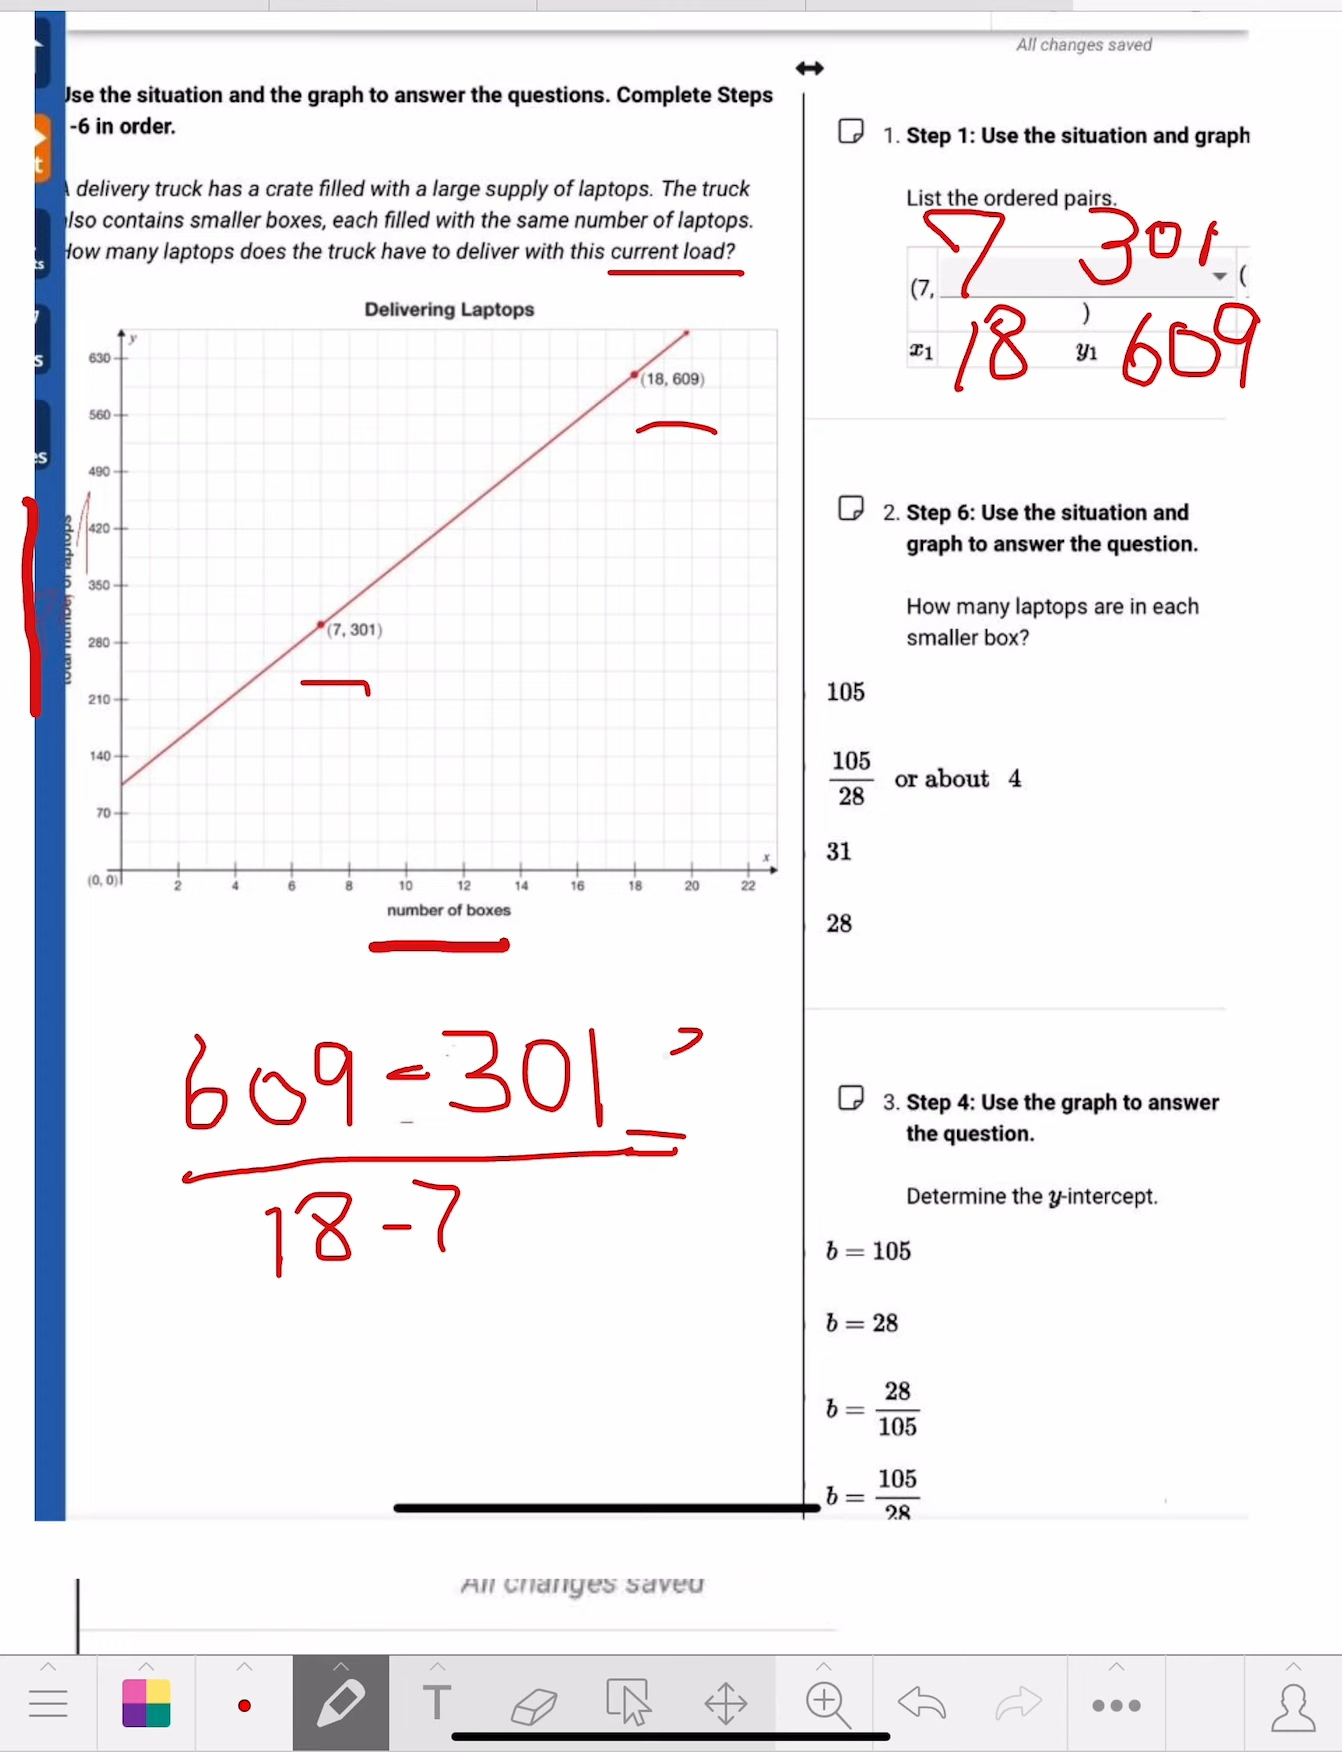 All changes saved
Use the situation and the graph to answer the questions. Complete Steps
-6 in order.
A delivery truck has a crate filled with a large supply of laptops. The truck
also contains smaller boxes, each filled with the same number of laptops.
How many laptops does the truck have to deliver with this current load?
Delivering Laptops
y
630
560
490
420
350
280
210
140
70
(0, 0)
2 4 6 8 10 12 14 16 18 20 22
x
(18, 609)
(7, 301)
total number of laptops
number of boxes
609 - 301 =
18 - 7
1. Step 1: Use the situation and graph
List the ordered pairs.
7 301
(7,
) (
x₁ y₁
18 609
2. Step 6: Use the situation and
graph to answer the question.
How many laptops are in each
smaller box?
105
105/28 or about 4
31
28
3. Step 4: Use the graph to answer
the question.
Determine the y-intercept.
b = 105
b = 28
b = 28/105
b = 105/28
All changes saved
T